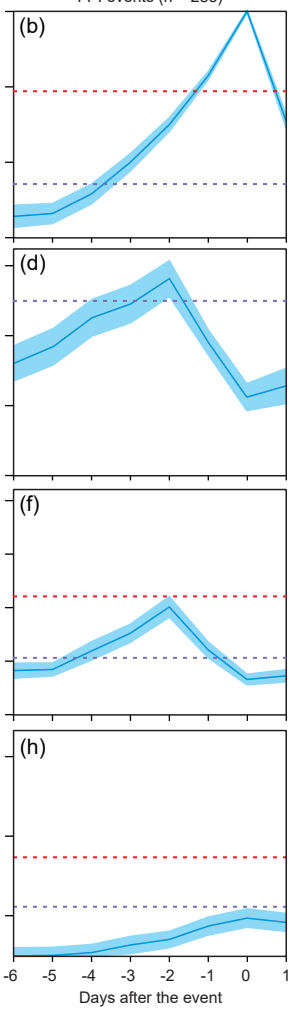 (b)
(d)
(f)
(h)
-6 -5 -4 -3 -2 -1 0 1
Days after the event